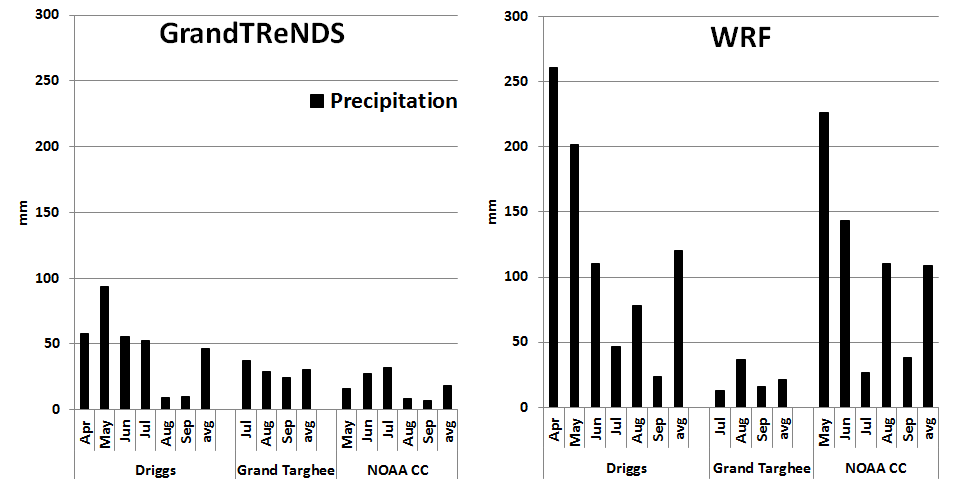 GrandTReNDS
Precipitation
mm
300
250
200
150
100
50
0
Apr May Jun Jul Aug Sep avg Jul Aug Sep avg May Jun Jul Aug Sep avg
Driggs Grand Targhee NOAA CC
WRF
mm
300
250
200
150
100
50
0
Apr May Jun Jul Aug Sep avg Jul Aug Sep avg May Jun Jul Aug Sep avg
Driggs Grand Targhee NOAA CC